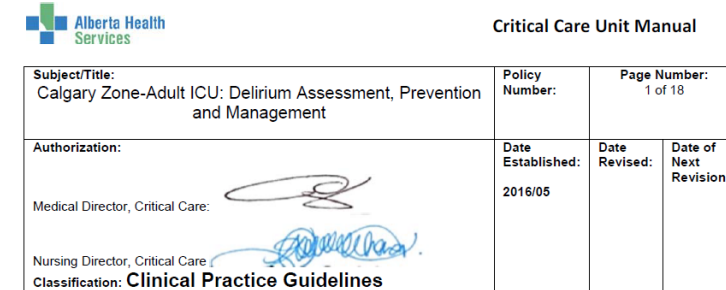 Alberta Health
Services
Critical Care Unit Manual
Subject/Title:
Calgary Zone-Adult ICU: Delirium Assessment, Prevention
and Management
Policy
Number:
Page Number:
1 of 18
Authorization:
Medical Director, Critical Care:
Nursing Director, Critical Care
Classification: Clinical Practice Guidelines
Date
Established:
2016/05
Date
Revised:
Date of
Next
Revision